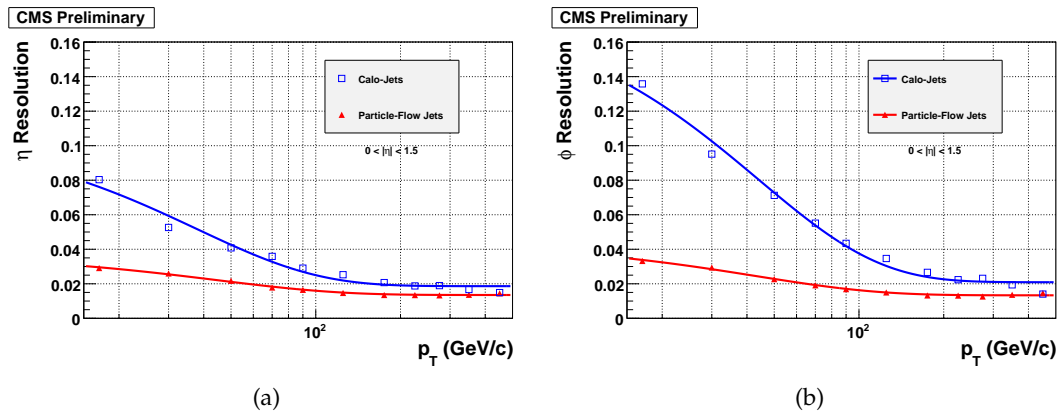 CMS Preliminary
η Resolution
0.16
0.14
0.12
0.1
0.08
0.06
0.04
0.02
0
Calo-Jets
Particle-Flow Jets
0 < |η| < 1.5
10²
p_T (GeV/c)
(a)
CMS Preliminary
ϕ Resolution
0.16
0.14
0.12
0.1
0.08
0.06
0.04
0.02
0
Calo-Jets
Particle-Flow Jets
0 < |η| < 1.5
10²
p_T (GeV/c)
(b)